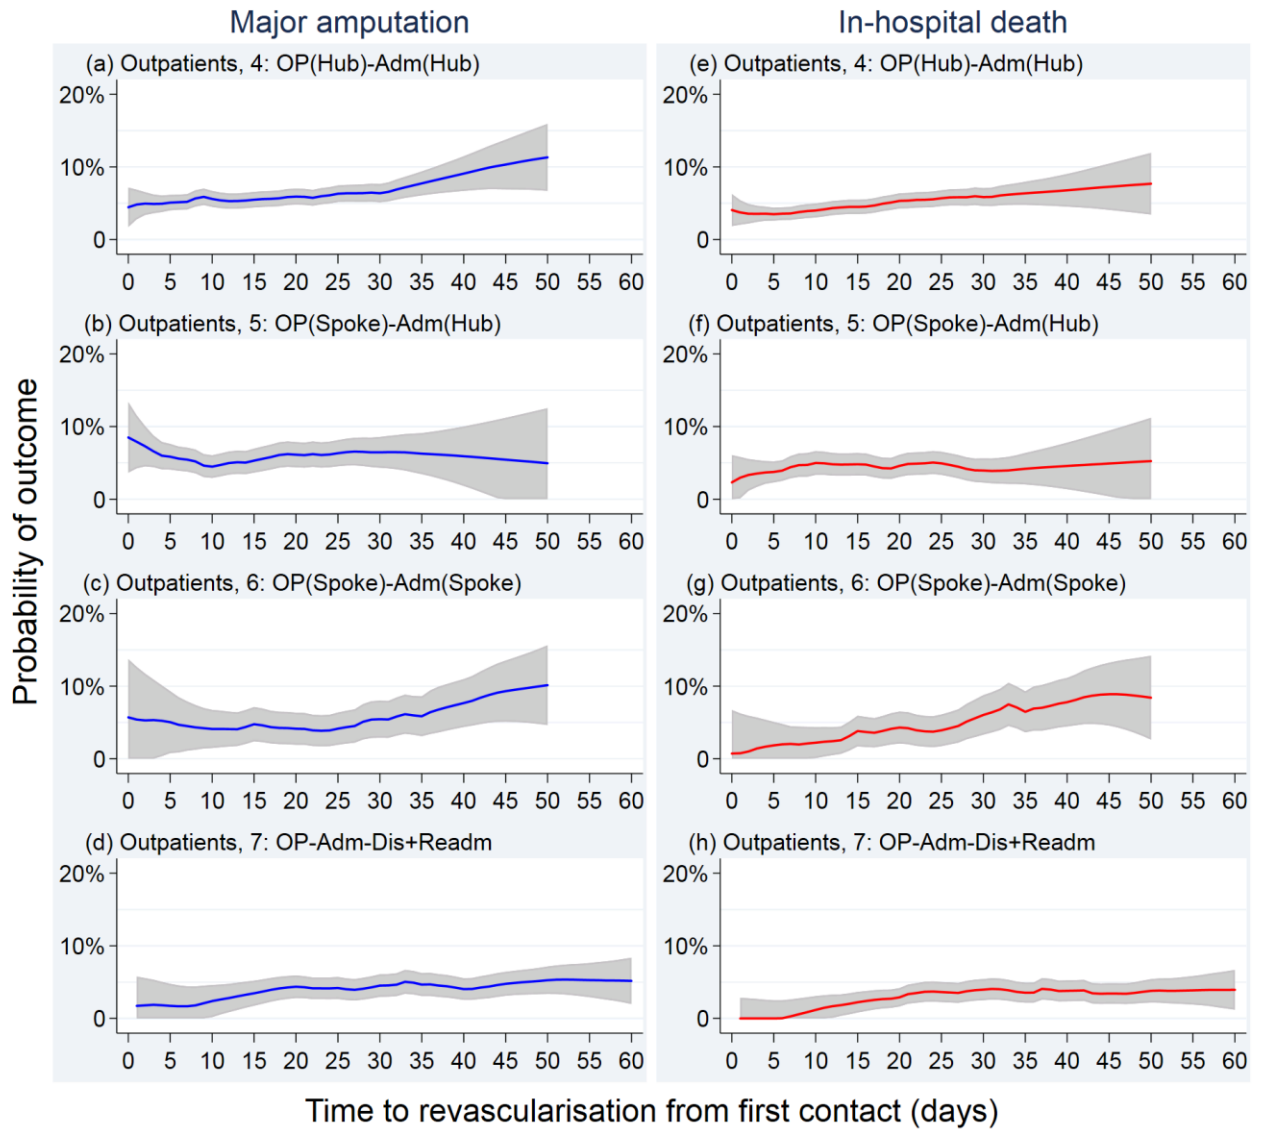 Major amputation
In-hospital death
Probability of outcome
(a) Outpatients, 4: OP(Hub)-Adm(Hub)
20%
10%
0
0 5 10 15 20 25 30 35 40 45 50 55 60
(e) Outpatients, 4: OP(Hub)-Adm(Hub)
20%
10%
0
0 5 10 15 20 25 30 35 40 45 50 55 60
(b) Outpatients, 5: OP(Spoke)-Adm(Hub)
20%
10%
0
0 5 10 15 20 25 30 35 40 45 50 55 60
(f) Outpatients, 5: OP(Spoke)-Adm(Hub)
20%
10%
0
0 5 10 15 20 25 30 35 40 45 50 55 60
(c) Outpatients, 6: OP(Spoke)-Adm(Spoke)
20%
10%
0
0 5 10 15 20 25 30 35 40 45 50 55 60
(g) Outpatients, 6: OP(Spoke)-Adm(Spoke)
20%
10%
0
0 5 10 15 20 25 30 35 40 45 50 55 60
(d) Outpatients, 7: OP-Adm-Dis+Readm
20%
10%
0
0 5 10 15 20 25 30 35 40 45 50 55 60
(h) Outpatients, 7: OP-Adm-Dis+Readm
20%
10%
0
0 5 10 15 20 25 30 35 40 45 50 55 60
Time to revascularisation from first contact (days)